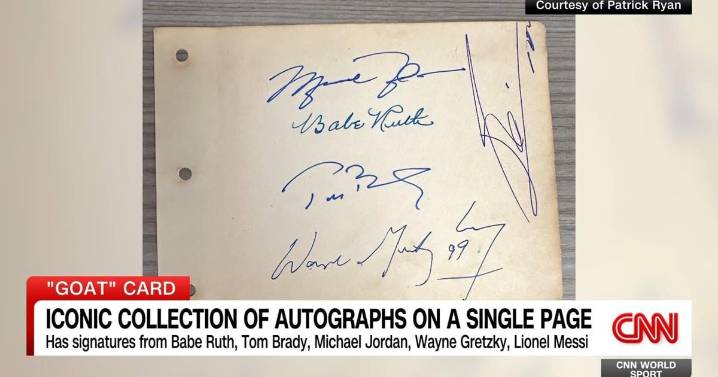 Courtesy of Patrick Ryan
Babe Ruth
99
"GOAT" CARD
ICONIC COLLECTION OF AUTOGRAPHS ON A SINGLE PAGE
Has signatures from Babe Ruth, Tom Brady, Michael Jordan, Wayne Gretzky, Lionel Messi
CNN
CNN WORLD
SPORT